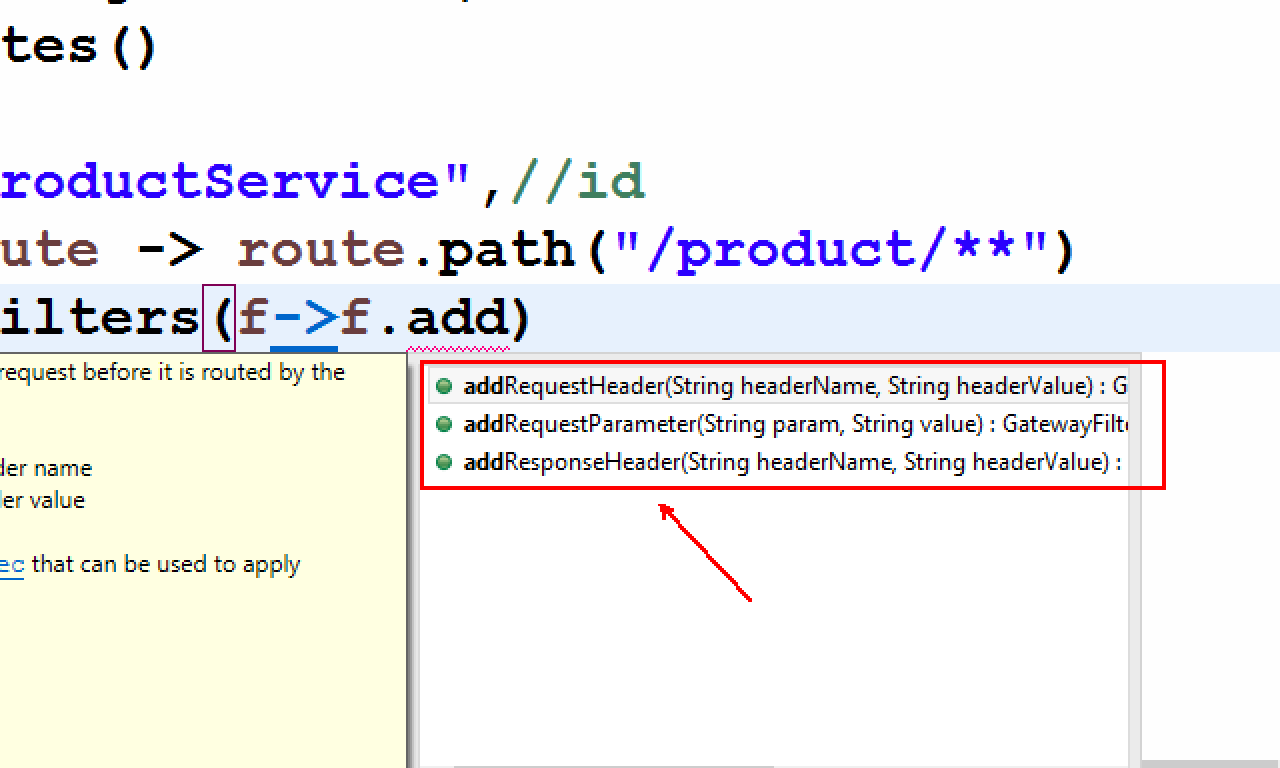 tes()
roductService",//id
ute -> route.path("/product/**")
ilters(f->f.add)
request before it is routed by the
der name
er value
ec that can be used to apply
addRequestHeader(String headerName, String headerValue) : G
addRequestParameter(String param, String value) : GatewayFilte
addResponseHeader(String headerName, String headerValue) :